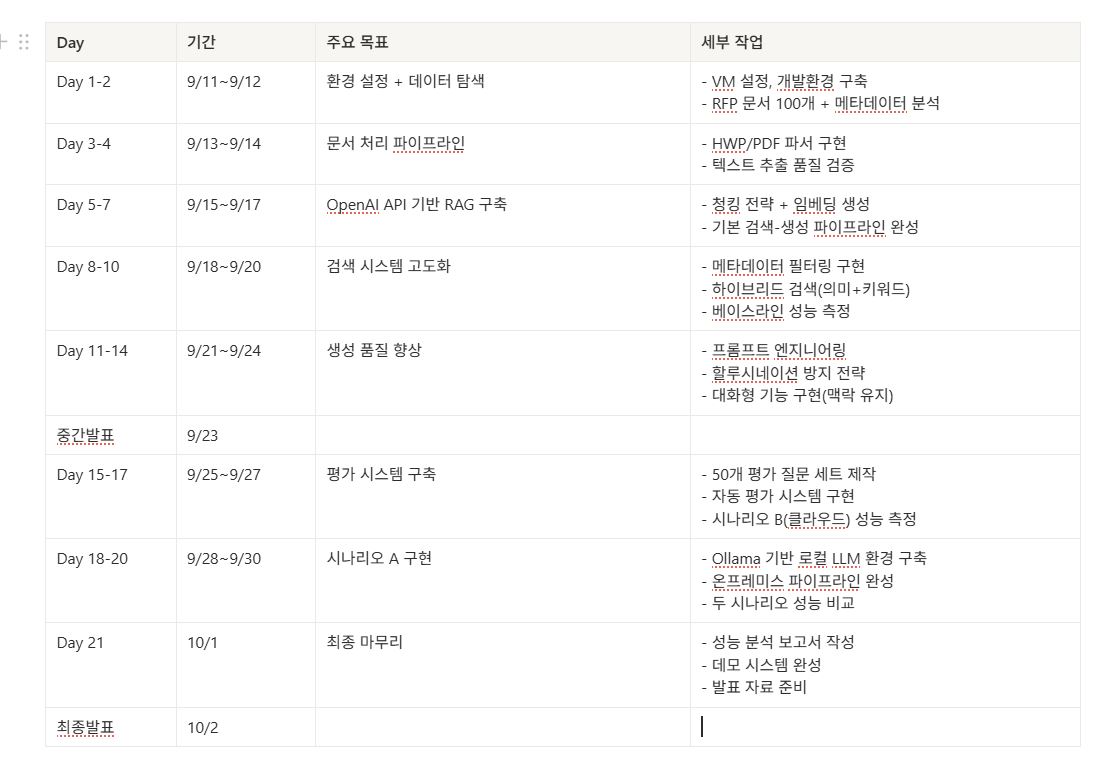 Day 기간 주요 목표 세부 작업
Day 1-2 9/11~9/12 환경 설정 + 데이터 탐색 - VM 설정, 개발환경 구축
- RFP 문서 100개 + 메타데이터 분석
Day 3-4 9/13~9/14 문서 처리 파이프라인 - HWP/PDF 파서 구현
- 텍스트 추출 품질 검증
Day 5-7 9/15~9/17 OpenAI API 기반 RAG 구축 - 청킹 전략 + 임베딩 생성
- 기본 검색-생성 파이프라인 완성
Day 8-10 9/18~9/20 검색 시스템 고도화 - 메타데이터 필터링 구현
- 하이브리드 검색(의미+키워드)
- 베이스라인 성능 측정
Day 11-14 9/21~9/24 생성 품질 향상 - 프롬프트 엔지니어링
- 할루시네이션 방지 전략
- 대화형 기능 구현(맥락 유지)
중간발표 9/23
Day 15-17 9/25~9/27 평가 시스템 구축 - 50개 평가 질문 세트 제작
- 자동 평가 시스템 구현
- 시나리오 B(클라우드) 성능 측정
Day 18-20 9/28~9/30 시나리오 A 구현 - Ollama 기반 로컬 LLM 환경 구축
- 온프레미스 파이프라인 완성
- 두 시나리오 성능 비교
Day 21 10/1 최종 마무리 - 성능 분석 보고서 작성
- 데모 시스템 완성
- 발표 자료 준비
최종발표 10/2